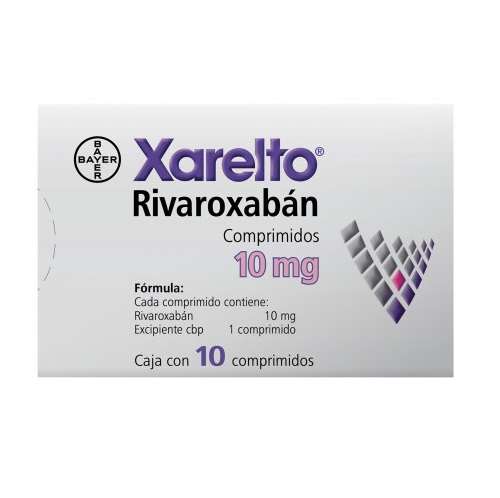 BAYER
BAYER
Xarelto®
Rivaroxabán
Comprimidos
10 mg
Fórmula:
Cada comprimido contiene:
Rivaroxabán 10 mg
Excipiente cbp 1 comprimido
Caja con 10 comprimidos